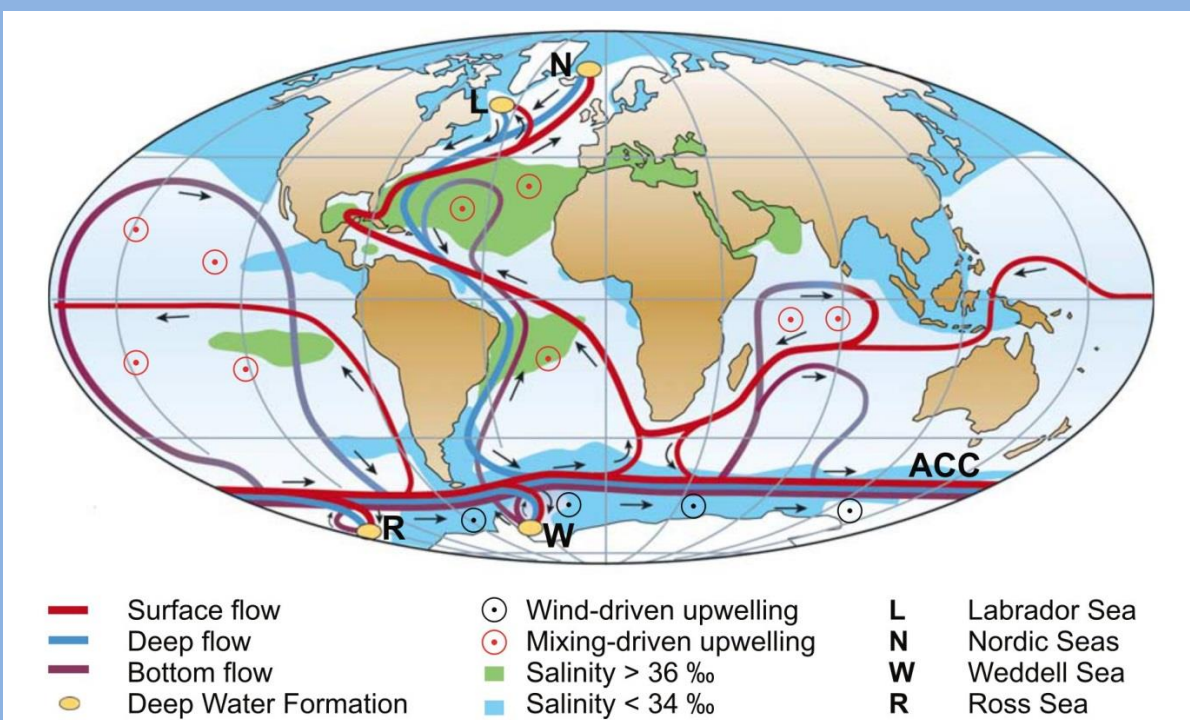 N
L
ACC
R
W
Surface flow
Deep flow
Bottom flow
Deep Water Formation
Wind-driven upwelling
Mixing-driven upwelling
Salinity > 36 ‰
Salinity < 34 ‰
L Labrador Sea
N Nordic Seas
W Weddell Sea
R Ross Sea